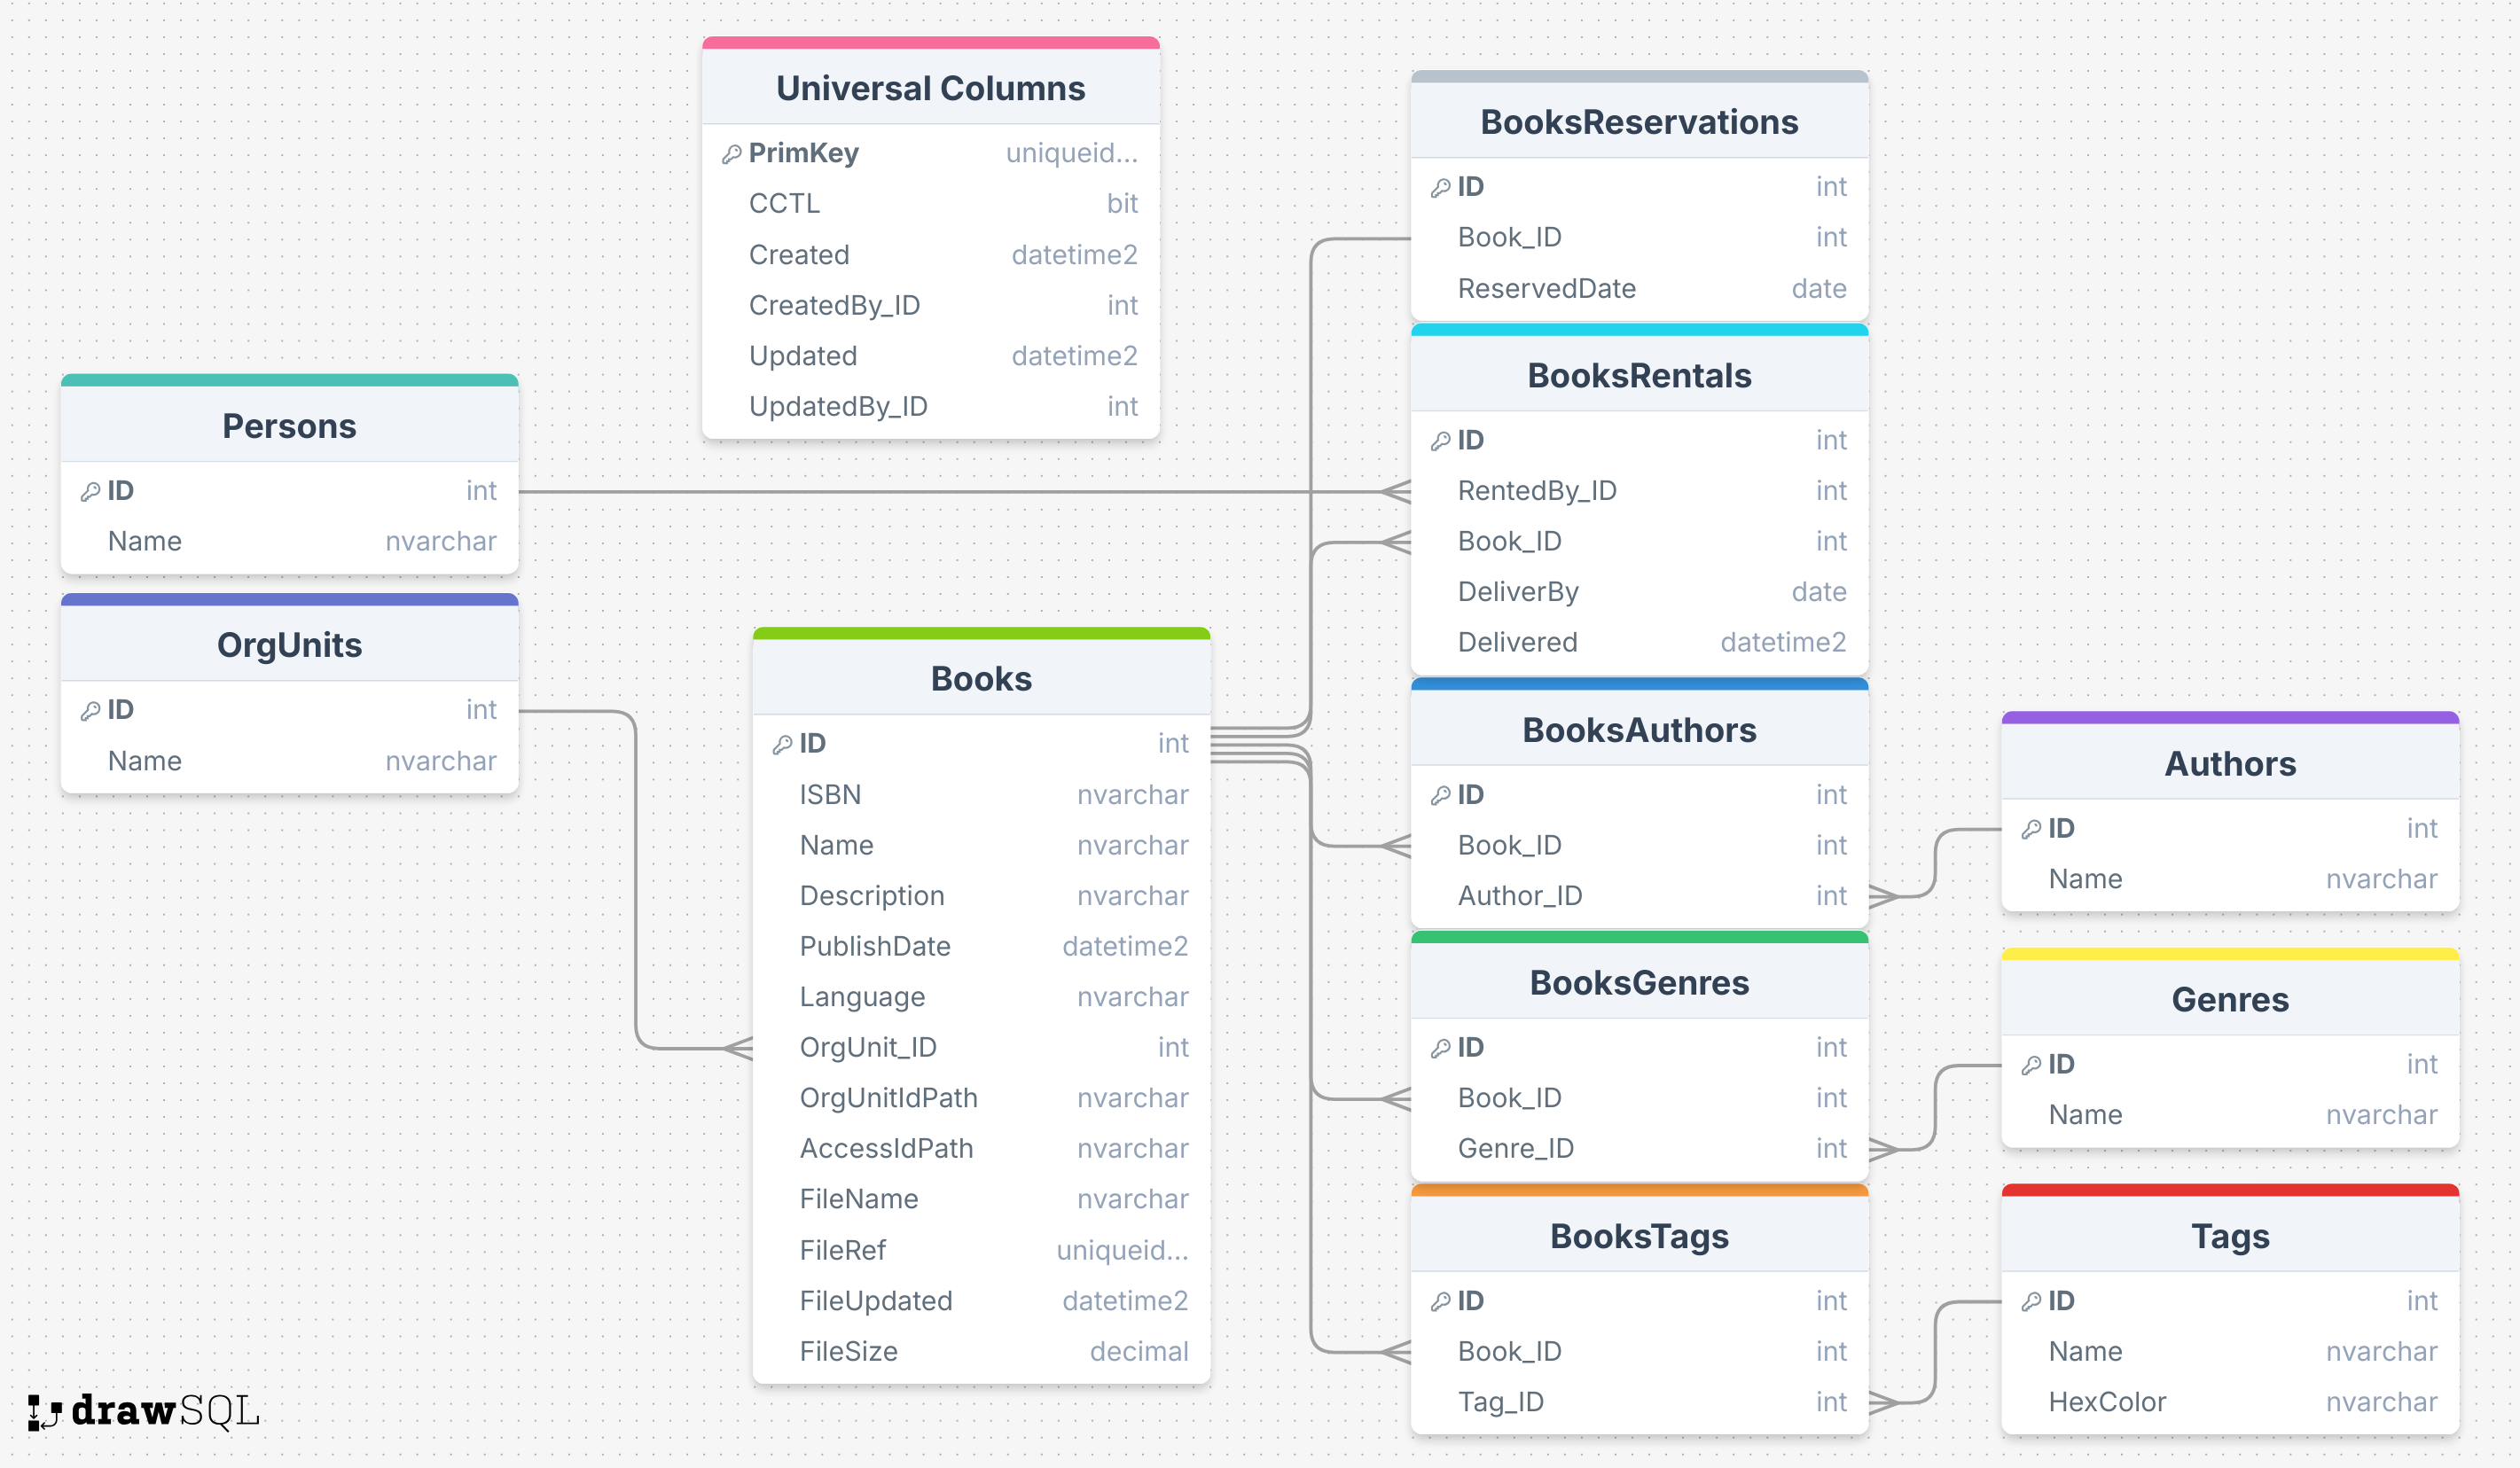 Universal Columns
PrimKey uniqueid...
CCTL bit
Created datetime2
CreatedBy_ID int
Updated datetime2
UpdatedBy_ID int
BooksReservations
ID int
Book_ID int
ReservedDate date
Persons
ID int
Name nvarchar
BooksRentals
ID int
RentedBy_ID int
Book_ID int
DeliverBy date
Delivered datetime2
OrgUnits
ID int
Name nvarchar
Books
ID int
ISBN nvarchar
Name nvarchar
Description nvarchar
PublishDate datetime2
Language nvarchar
OrgUnit_ID int
OrgUnitIdPath nvarchar
AccessIdPath nvarchar
FileName nvarchar
FileRef uniqueid...
FileUpdated datetime2
FileSize decimal
BooksAuthors
ID int
Book_ID int
Author_ID int
Authors
ID int
Name nvarchar
BooksGenres
ID int
Book_ID int
Genre_ID int
Genres
ID int
Name nvarchar
BooksTags
ID int
Book_ID int
Tag_ID int
Tags
ID int
Name nvarchar
HexColor nvarchar
drawSQL